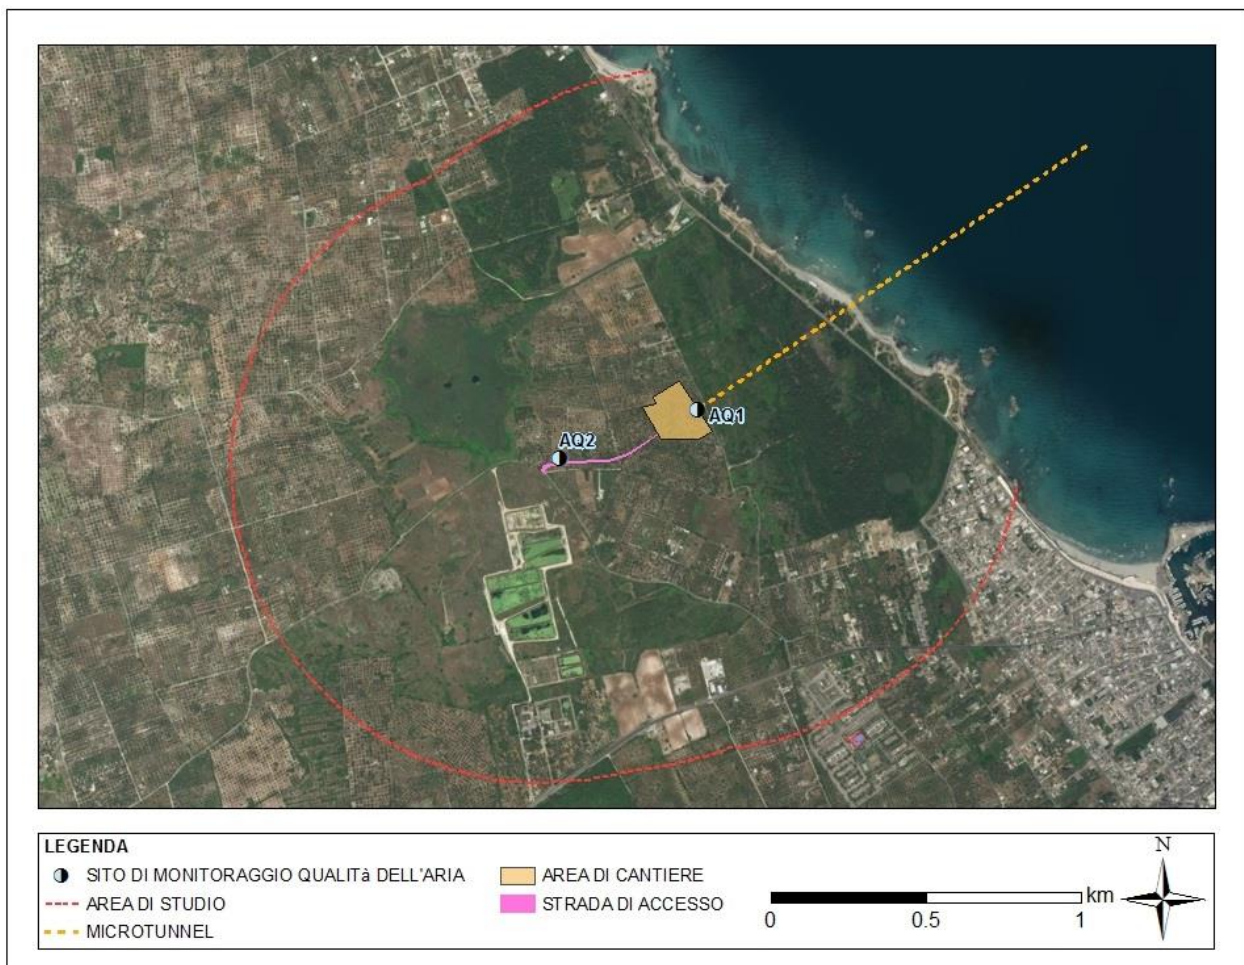 AQ1
AQ2
LEGENDA
SITO DI MONITORAGGIO QUALITà DELL'ARIA
AREA DI STUDIO
MICROTUNNEL
AREA DI CANTIERE
STRADA DI ACCESSO
km
0 0.5 1
N